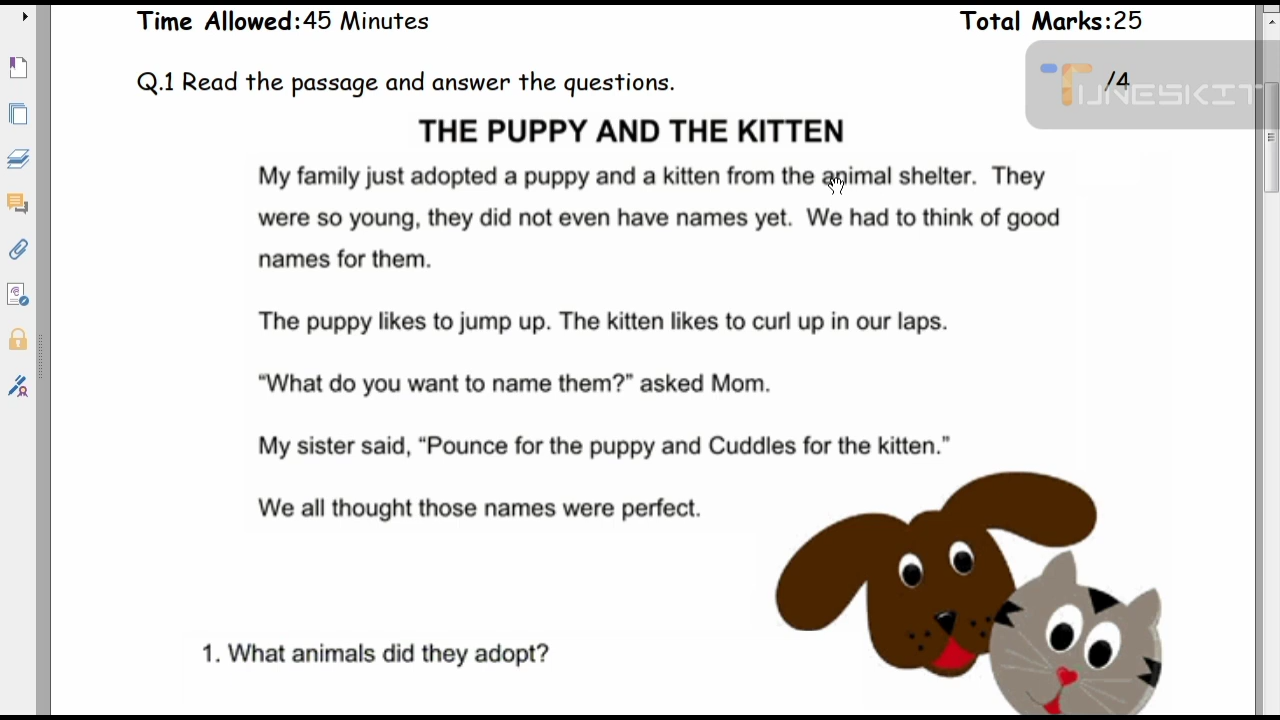 Time Allowed:45 Minutes Total Marks:25
Q.1 Read the passage and answer the questions. /4
TUNESKIT
THE PUPPY AND THE KITTEN
My family just adopted a puppy and a kitten from the animal shelter. They
were so young, they did not even have names yet. We had to think of good
names for them.
The puppy likes to jump up. The kitten likes to curl up in our laps.
“What do you want to name them?” asked Mom.
My sister said, “Pounce for the puppy and Cuddles for the kitten.”
We all thought those names were perfect.
1. What animals did they adopt?